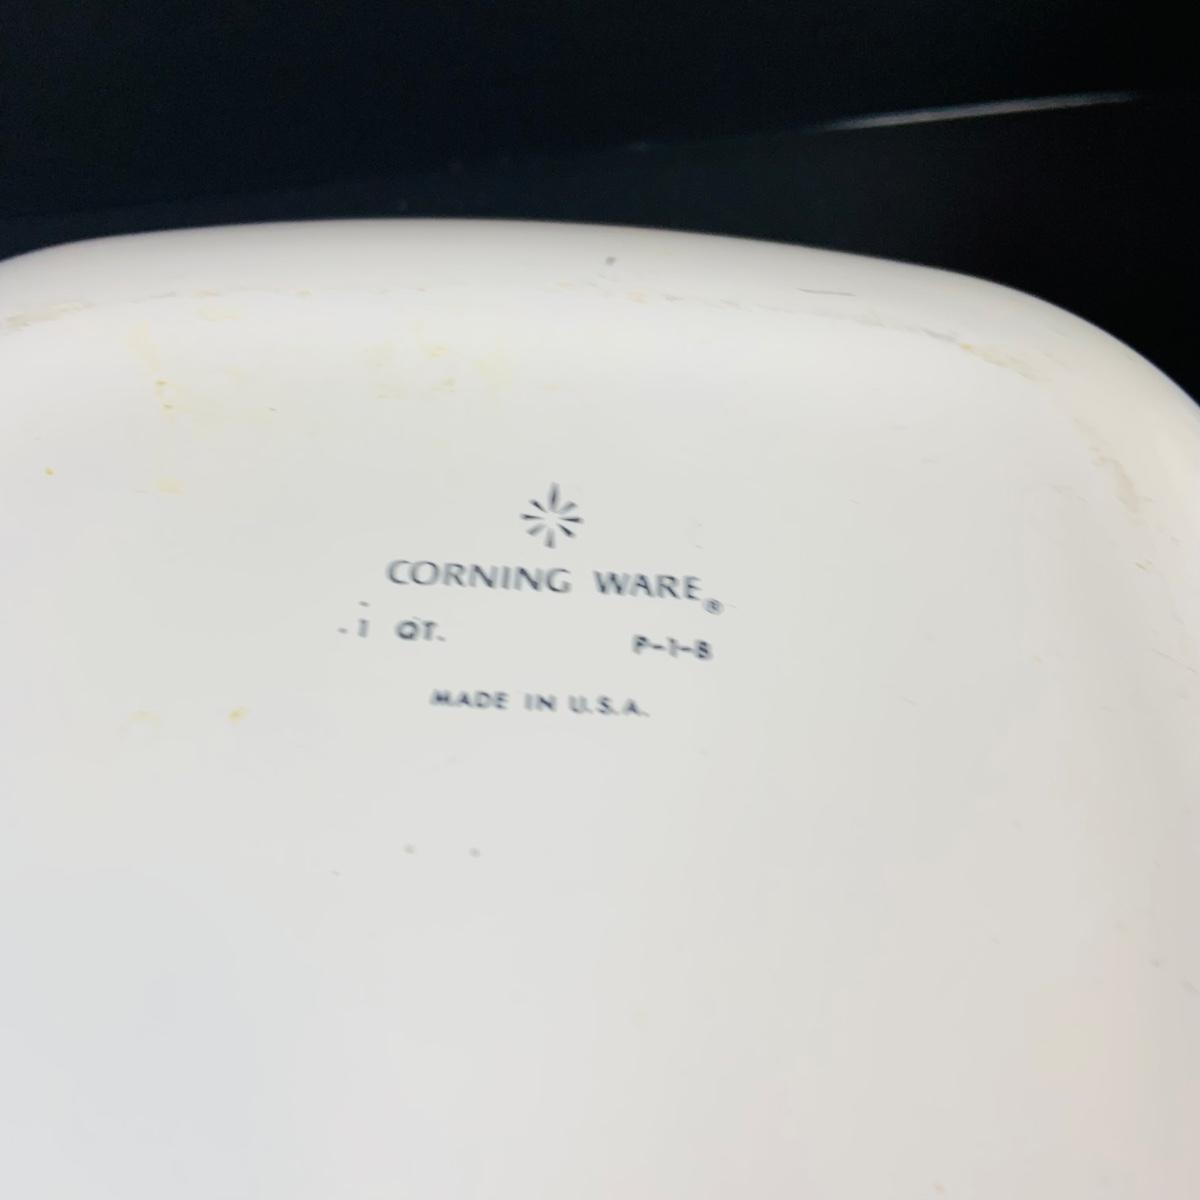 CORNING WARE®
1 QT. P-1-B
MADE IN U.S.A.